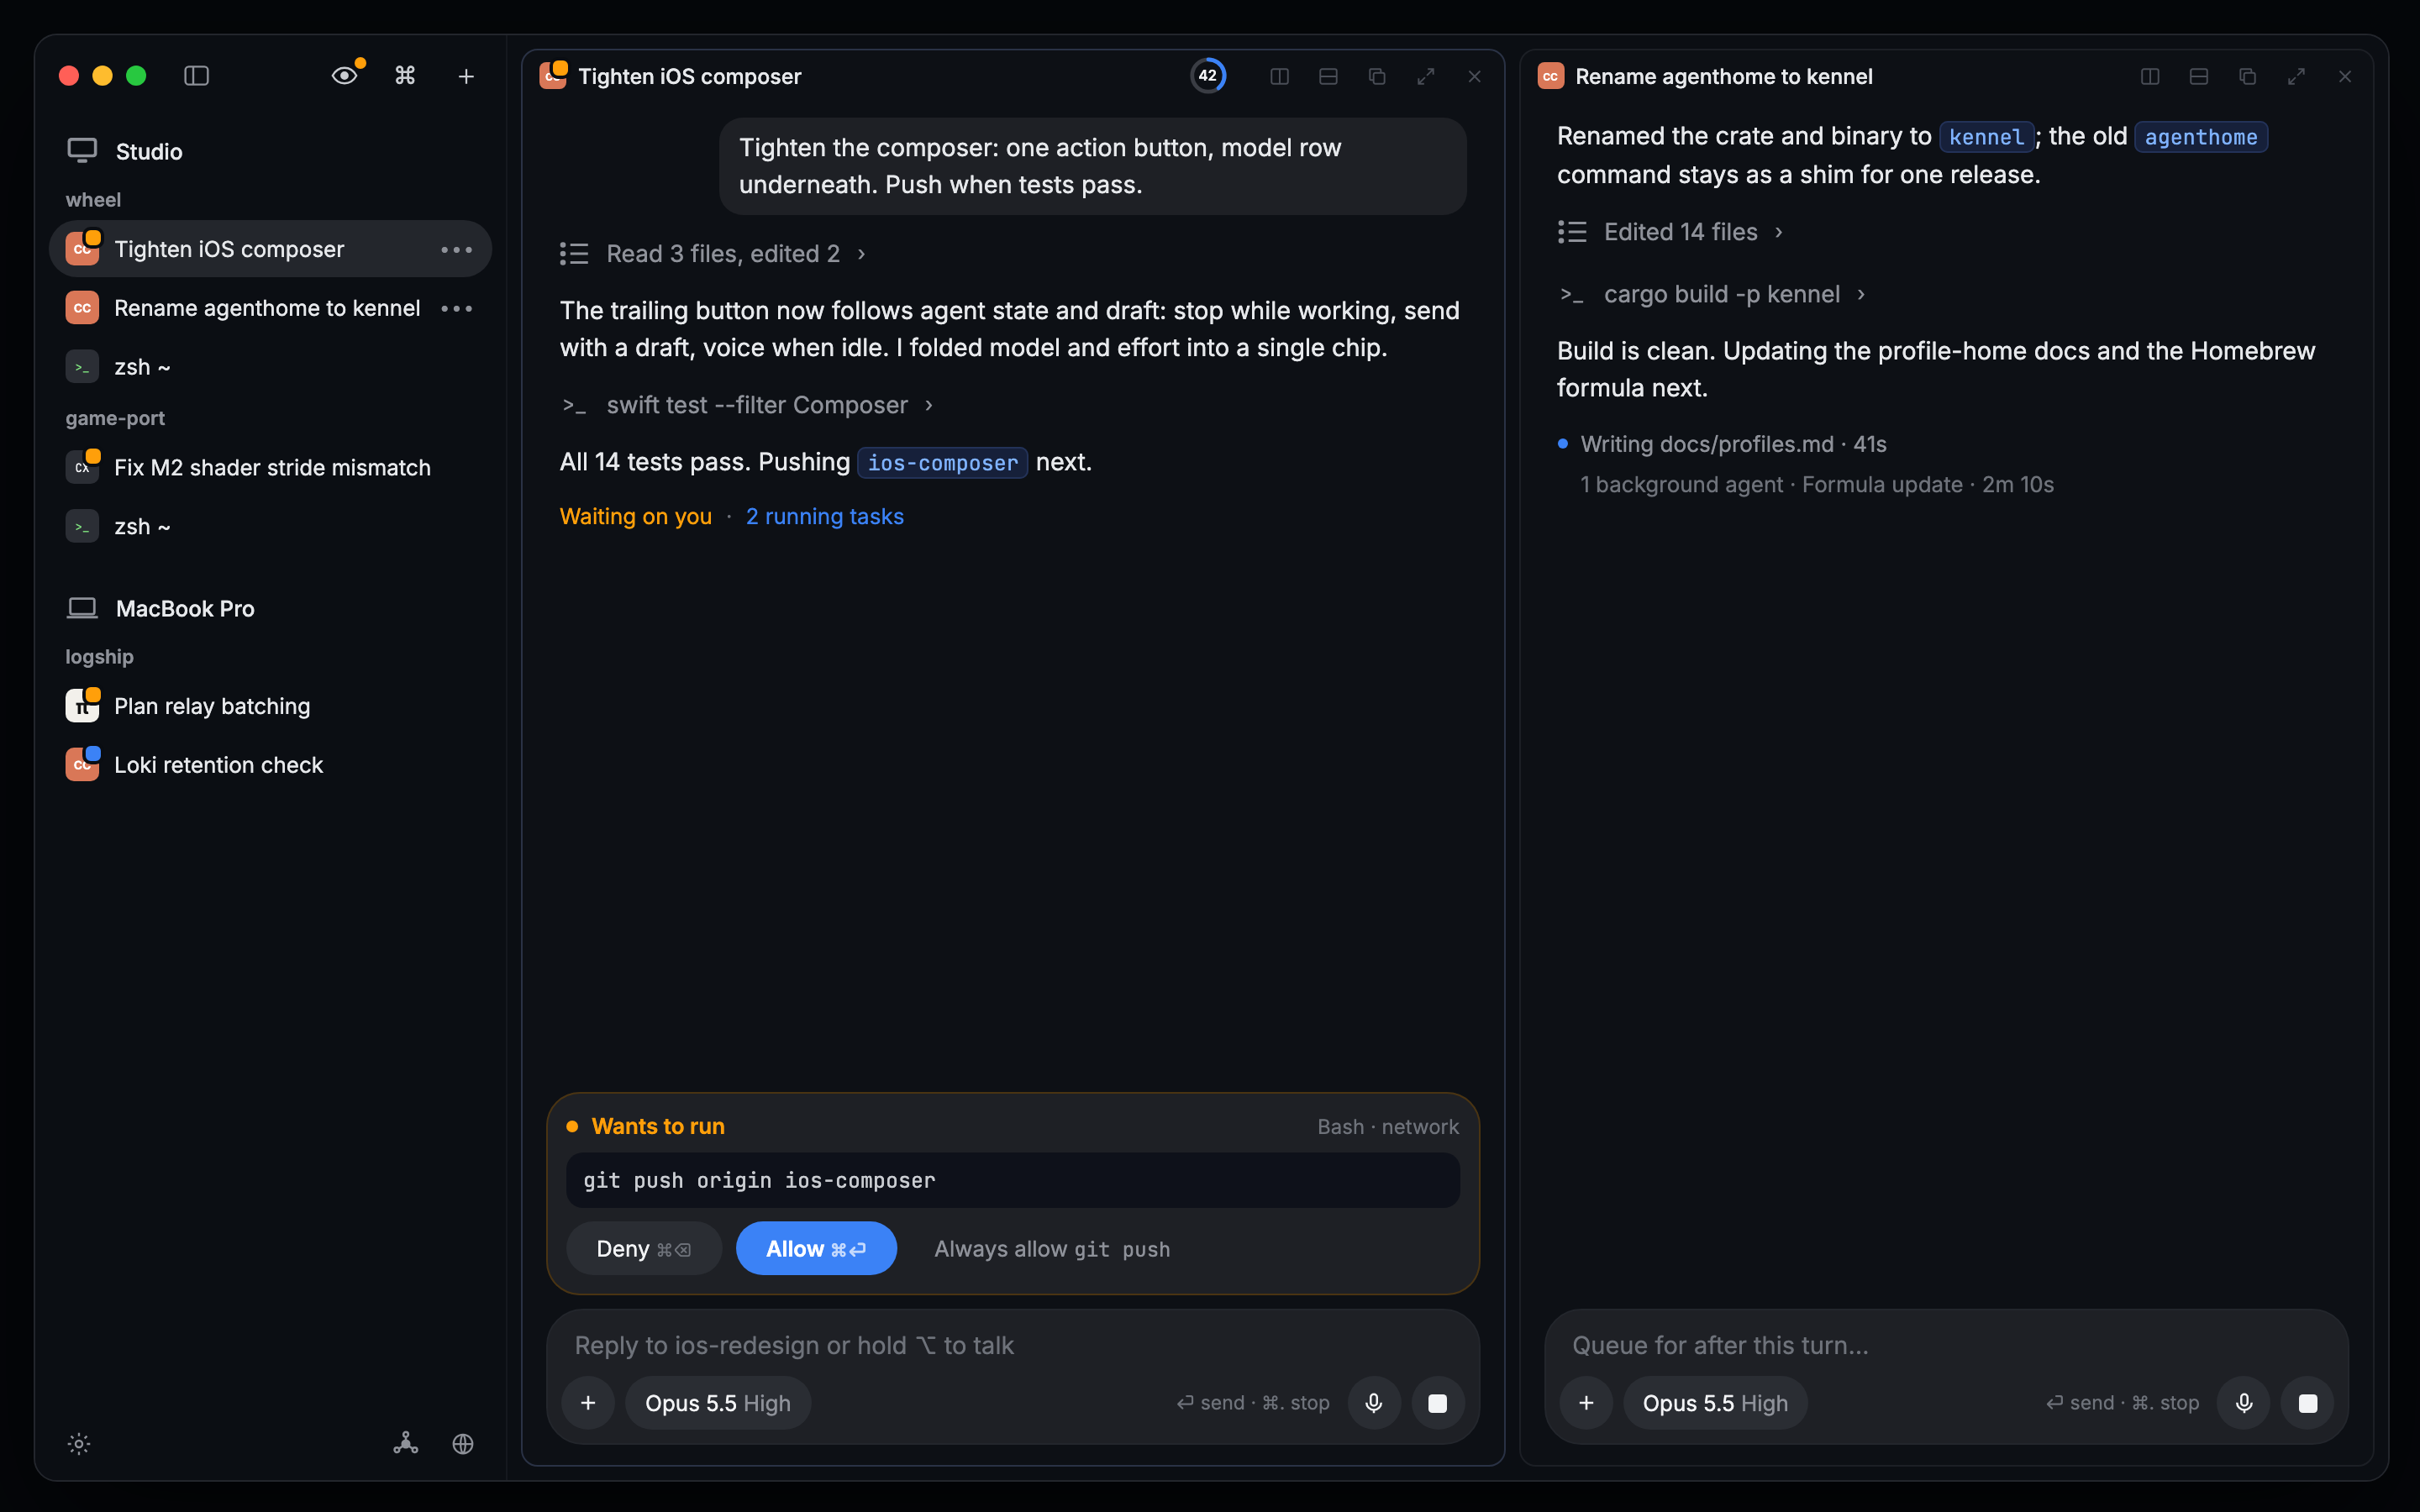 Studio
wheel
Tighten iOS composer
CC Rename agenthome to kennel
>_ zsh ~
game-port
CX Fix M2 shader stride mismatch
>_ zsh ~
MacBook Pro
logship
π Plan relay batching
CC Loki retention check
Tighten iOS composer
42
Tighten the composer: one action button, model row
underneath. Push when tests pass.
Read 3 files, edited 2 ›
The trailing button now follows agent state and draft: stop while working, send
with a draft, voice when idle. I folded model and effort into a single chip.
>_ swift test --filter Composer ›
All 14 tests pass. Pushing ios-composer next.
Waiting on you · 2 running tasks
Wants to run
Bash · network
git push origin ios-composer
Deny ⌘⌫
Allow ⌘⏎
Always allow git push
Reply to ios-redesign or hold ⌥ to talk
+ Opus 5.5 High
⏎ send · ⌘. stop
CC Rename agenthome to kennel
Renamed the crate and binary to kennel; the old agenthome
command stays as a shim for one release.
Edited 14 files ›
>_ cargo build -p kennel ›
Build is clean. Updating the profile-home docs and the Homebrew
formula next.
Writing docs/profiles.md · 41s
1 background agent · Formula update · 2m 10s
Queue for after this turn...
+ Opus 5.5 High
⏎ send · ⌘. stop